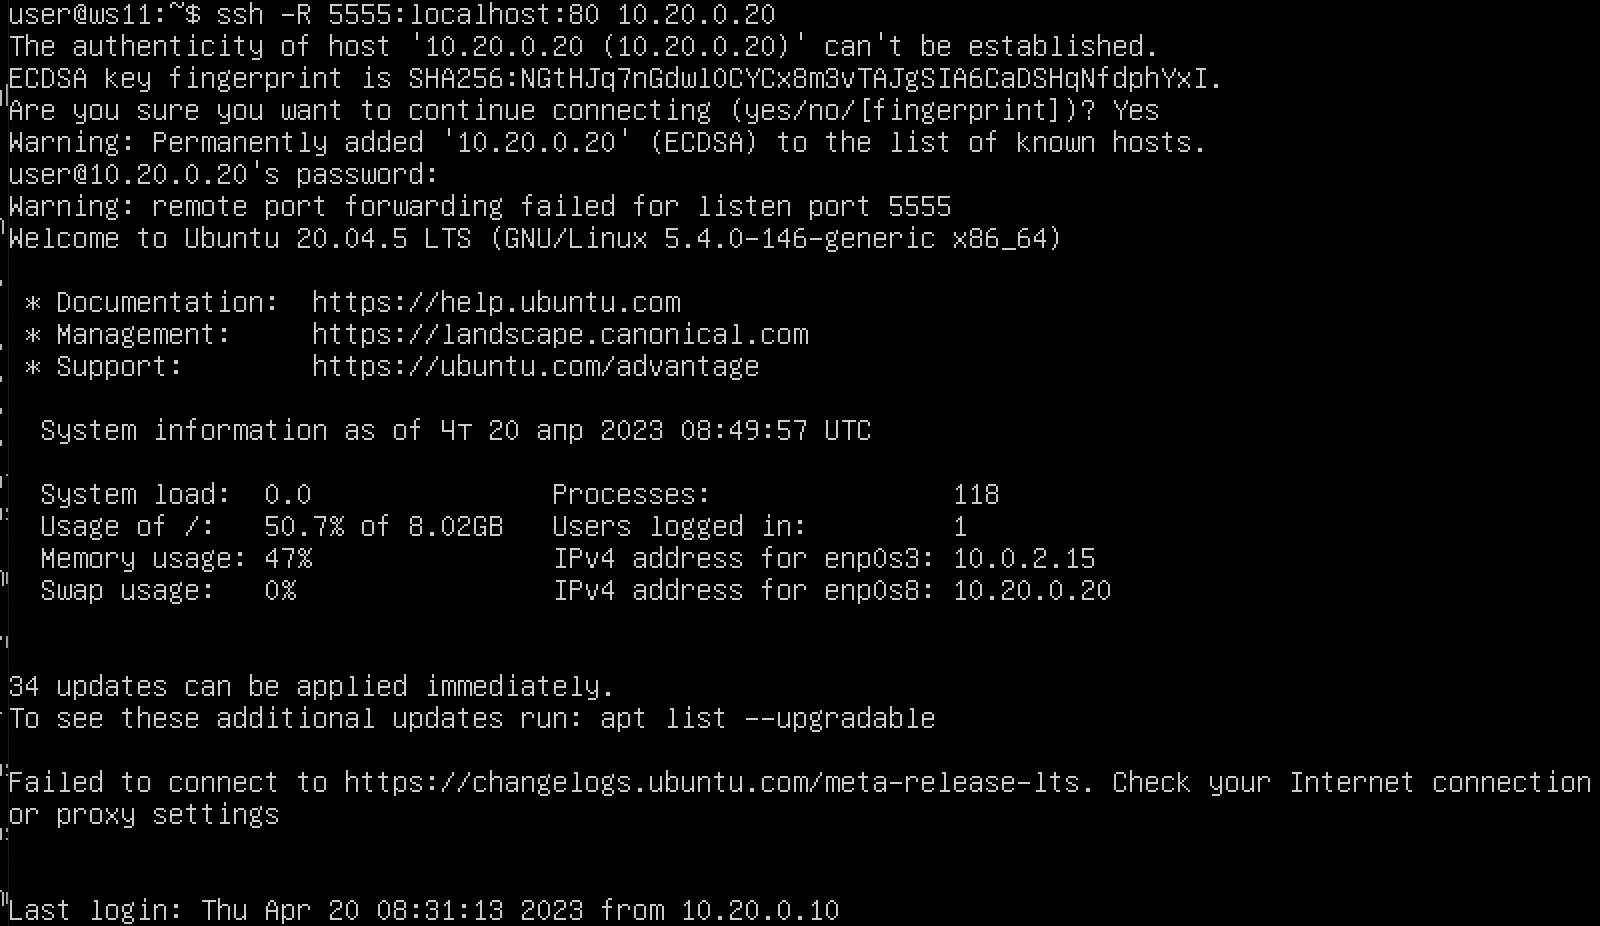 user@ws11:~$ ssh -R 5555:localhost:80 10.20.0.20
The authenticity of host '10.20.0.20 (10.20.0.20)' can't be established.
ECDSA key fingerprint is SHA256:NGtHJq7nGdwlOCYCx8m3vTAJgSIA6CaDSHqNfdphYxI.
Are you sure you want to continue connecting (yes/no/[fingerprint])? Yes
Warning: Permanently added '10.20.0.20' (ECDSA) to the list of known hosts.
user@10.20.0.20's password:
Warning: remote port forwarding failed for listen port 5555
Welcome to Ubuntu 20.04.5 LTS (GNU/Linux 5.4.0-146-generic x86_64)
* Documentation:  https://help.ubuntu.com
* Management:     https://landscape.canonical.com
* Support:        https://ubuntu.com/advantage
System information as of Чт 20 апр 2023 08:49:57 UTC
System load:  0.0               Processes:               118
Usage of /:   50.7% of 8.02GB   Users logged in:         1
Memory usage: 47%               IPv4 address for enp0s3: 10.0.2.15
Swap usage:   0%                IPv4 address for enp0s8: 10.20.0.20
34 updates can be applied immediately.
To see these additional updates run: apt list --upgradable
Failed to connect to https://changelogs.ubuntu.com/meta-release-lts. Check your Internet connection
or proxy settings
Last login: Thu Apr 20 08:31:13 2023 from 10.20.0.10